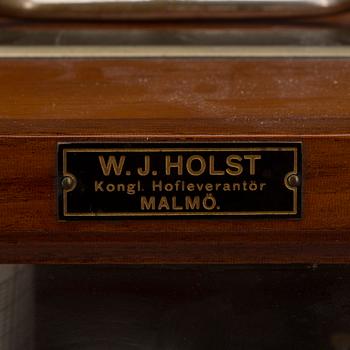 W. J. HOLST
Kongl. Hofleverantör
MALMÖ.